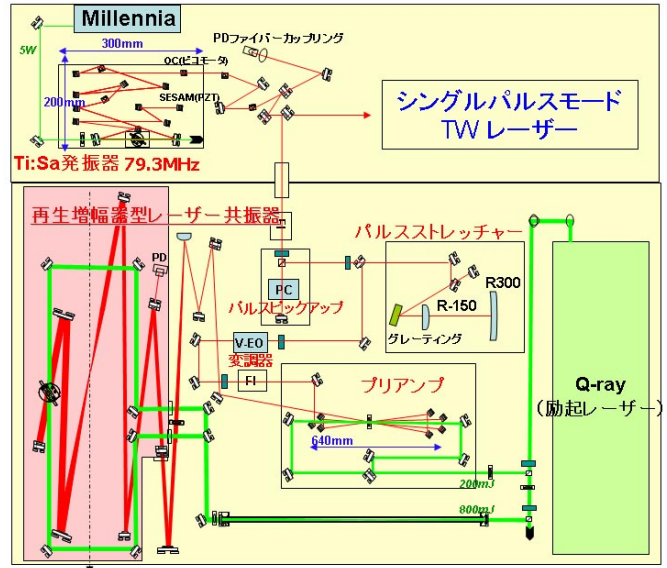 Millennia
5W
300mm
200mm
OC(ピコモータ)
SESAM(PZT)
PDファイバーカップリング
Ti:Sa発振器 79.3MHz
シングルパルスモード
TWレーザー
再生増幅器型レーザー共振器
FI
PD
PC
パルスピックアップ
パルスストレッチャー
R300
R-150
グレーティング
V-EO
変調器
FI
プリアンプ
640mm
Q-ray
(励起レーザー)
200mJ
800mJ